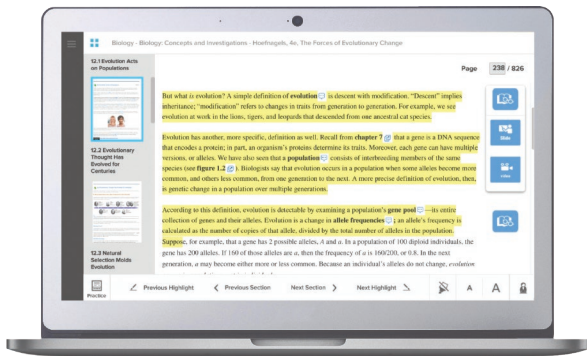 Biology - Biology: Concepts and Investigations - Hoefnagels, 4e, The Forces of Evolutionary Change
12.1 Evolution Acts
on Populations
12.2 Evolutionary
Thought Has
Evolved for
Centuries
12.3 Natural
Selection Molds
Evolution
Page 238 / 826
But what is evolution? A simple definition of evolution is descent with modification. "Descent" implies
inheritance; "modification" refers to changes in traits from generation to generation. For example, we see
evolution at work in the lions, tigers, and leopards that descended from one ancestral cat species.
Evolution has another, more specific, definition as well. Recall from chapter 7 that a gene is a DNA sequence
that encodes a protein; in part, an organism's proteins determine its traits. Moreover, each gene can have multiple
versions, or alleles. We have also seen that a population consists of interbreeding members of the same
species (see figure 1.2). Biologists say that evolution occurs in a population when some alleles become more
common, and others less common, from one generation to the next. A more precise definition of evolution, then,
is genetic change in a population over multiple generations.
According to this definition, evolution is detectable by examining a population's gene pool—its entire
collection of genes and their alleles. Evolution is a change in allele frequencies; an allele's frequency is
calculated as the number of copies of that allele, divided by the total number of alleles in the population.
Suppose, for example, that a gene has 2 possible alleles, A and a. In a population of 100 diploid individuals, the
gene has 200 alleles. If 160 of those alleles are a, then the frequency of a is 160/200, or 0.8. In the next
generation, a may become either more or less common. Because an individual's alleles do not change, evolution
Slide
Practice
Previous Highlight
Previous Section
Next Section
Next Highlight
A
A